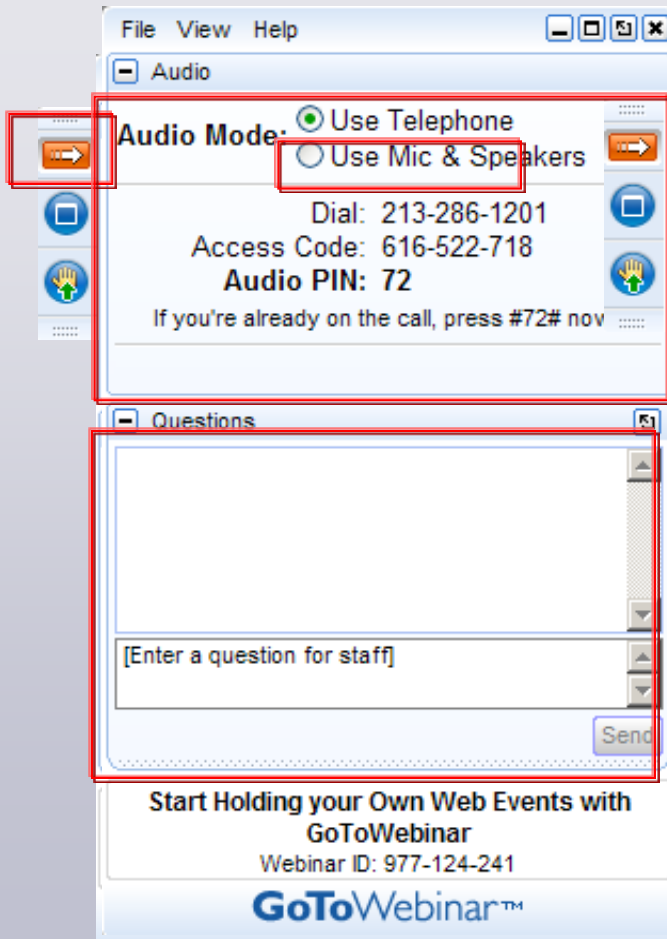 File View Help
Audio
Audio Mode:
Use Telephone
Use Mic & Speakers
Dial: 213-286-1201
Access Code: 616-522-718
Audio PIN: 72
If you're already on the call, press #72# now
Questions
[Enter a question for staff]
Send
Start Holding your Own Web Events with
GoToWebinar
Webinar ID: 977-124-241
GoToWebinar™